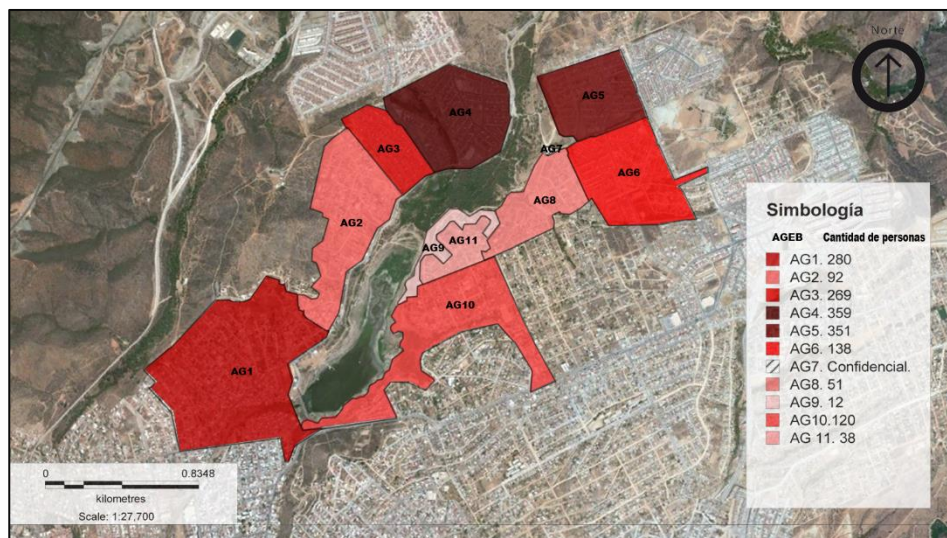 Norte
AG5
AG4
AG3
AG7
AG6
AG2
AG8
AG9
AG11
AG10
AG1
Simbología
AGEB Cantidad de personas
AG1. 280
AG2. 92
AG3. 269
AG4. 359
AG5. 351
AG6. 138
AG7. Confidencial.
AG8. 51
AG9. 12
AG10.120
AG 11. 38
0 0.8348
kilometres
Scale: 1:27,700